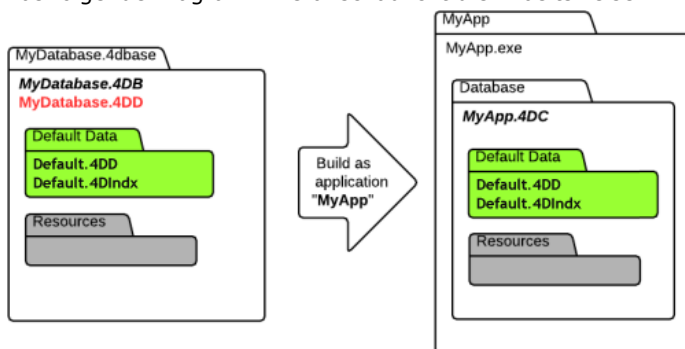 MyDatabase.4dbase
MyDatabase.4DB
MyDatabase.4DD
Default Data
Default.4DD
Default.4DIndx
Resources
Build as
application
"MyApp"
MyApp
MyApp.exe
Database
MyApp.4DC
Default Data
Default.4DD
Default.4DIndx
Resources